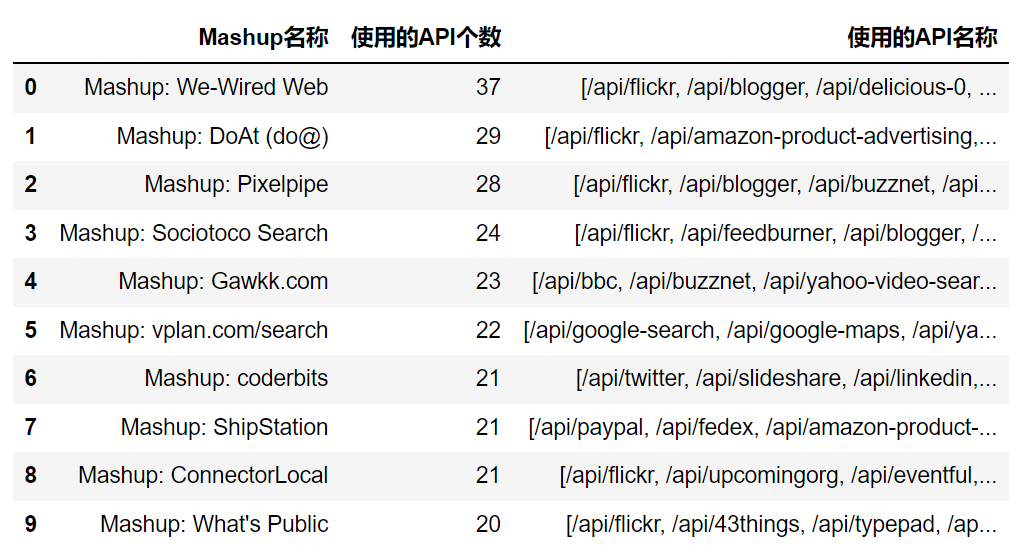 Mashup名称 使用的API个数 使用的API名称
0 Mashup: We-Wired Web 37 [/api/flickr, /api/blogger, /api/delicious-0, ...
1 Mashup: DoAt (do@) 29 [/api/flickr, /api/amazon-product-advertising,...
2 Mashup: Pixelpipe 28 [/api/flickr, /api/blogger, /api/buzznet, /api...
3 Mashup: Sociotoco Search 24 [/api/flickr, /api/feedburner, /api/blogger, /...
4 Mashup: Gawkk.com 23 [/api/bbc, /api/buzznet, /api/yahoo-video-sear...
5 Mashup: vplan.com/search 22 [/api/google-search, /api/google-maps, /api/ya...
6 Mashup: coderbits 21 [/api/twitter, /api/slideshare, /api/linkedin,...
7 Mashup: ShipStation 21 [/api/paypal, /api/fedex, /api/amazon-product-...
8 Mashup: ConnectorLocal 21 [/api/flickr, /api/upcomingorg, /api/eventful,...
9 Mashup: What's Public 20 [/api/flickr, /api/43things, /api/typepad, /ap...